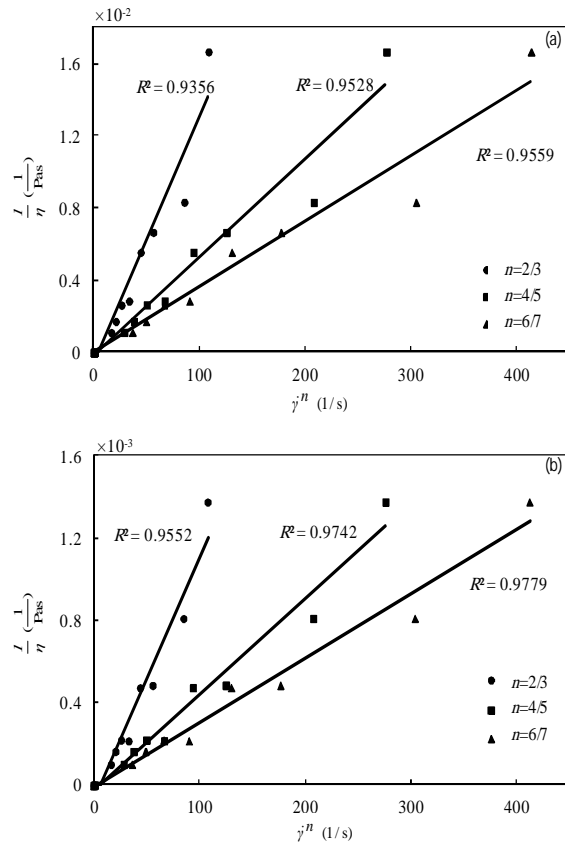 ×10⁻²
(a)
1.6
R² = 0.9356
R² = 0.9528
1.2
R² = 0.9559
I/η (1/Pas)
0.8
n=2/3
n=4/5
0.4
n=6/7
0
0 100 200 300 400
γ̇ⁿ (1/s)
×10⁻³
(b)
1.6
R² = 0.9552
R² = 0.9742
1.2
R² = 0.9779
I/η (1/Pas)
0.8
n=2/3
n=4/5
0.4
n=6/7
0
0 100 200 300 400
γ̇ⁿ (1/s)